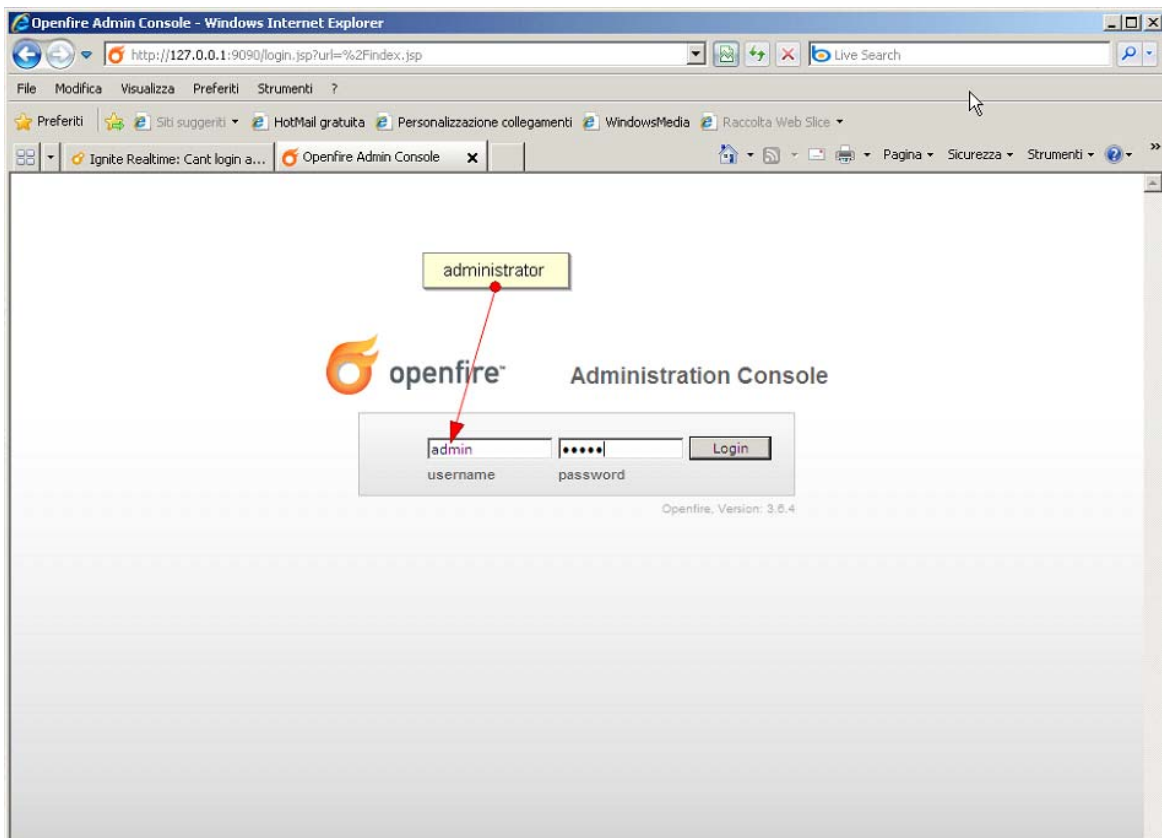 Openfire Admin Console - Windows Internet Explorer
http://127.0.0.1:9090/login.jsp?url=%2Findex.jsp Live Search
File Modifica Visualizza Preferiti Strumenti ?
Preferiti Siti suggeriti HotMail gratuita Personalizzazione collegamenti WindowsMedia Raccolta Web Slice
Ignite Realtime: Cant login a... Openfire Admin Console Pagina Sicurezza Strumenti
administrator
openfire™ Administration Console
admin ••••• Login
username password
Openfire, Version: 3.6.4